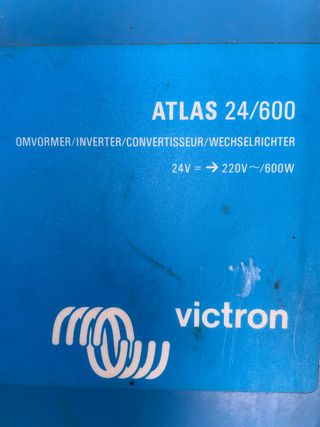 ATLAS 24/600
OMVORMER/INVERTER/CONVERTISSEUR/WECHSELRICHTER
24V = → 220V ~/600W
victron